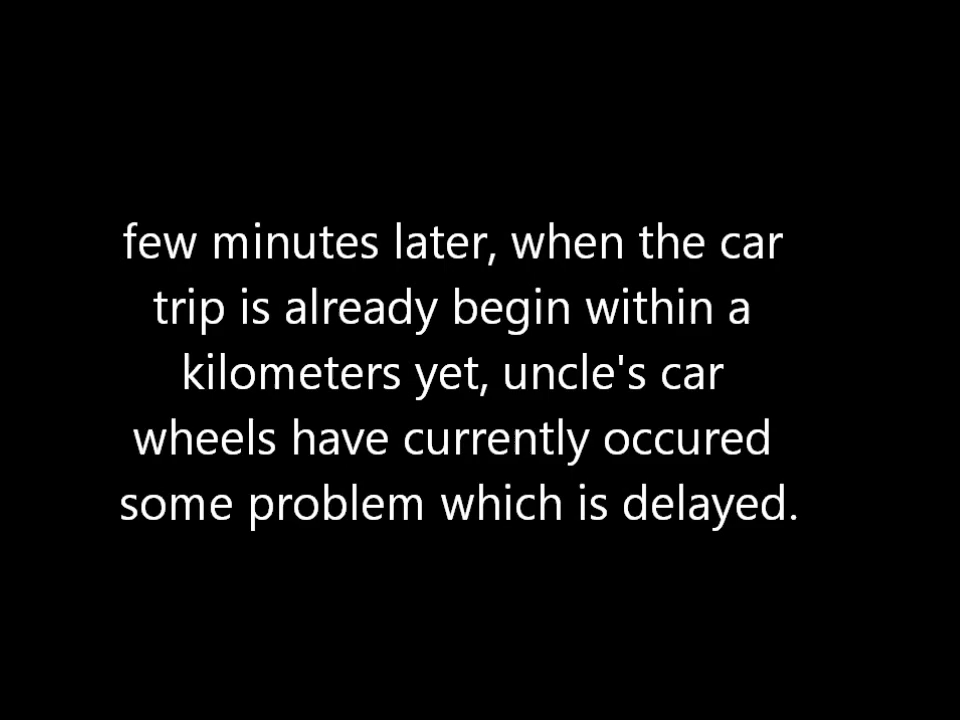 few minutes later, when the car
trip is already begin within a
kilometers yet, uncle's car
wheels have currently occured
some problem which is delayed.